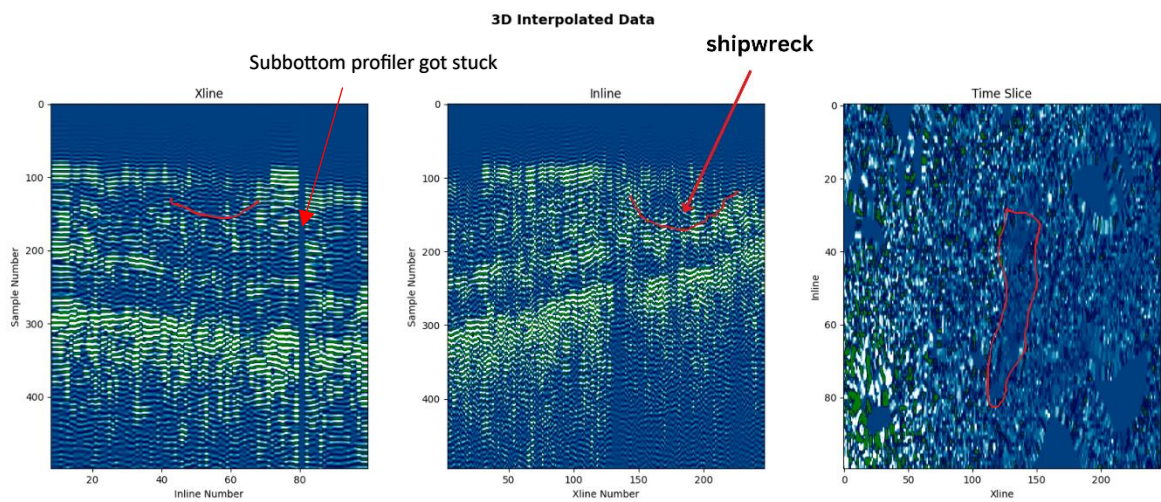 3D Interpolated Data
Subbottom profiler got stuck
shipwreck
Xline
Inline
Time Slice
0
100
200
300
400
Sample Number
20
40
60
80
Inline Number
0
100
200
300
400
Sample Number
50
100
150
200
Xline Number
0
20
40
60
80
Inline
0
50
100
150
200
Xline